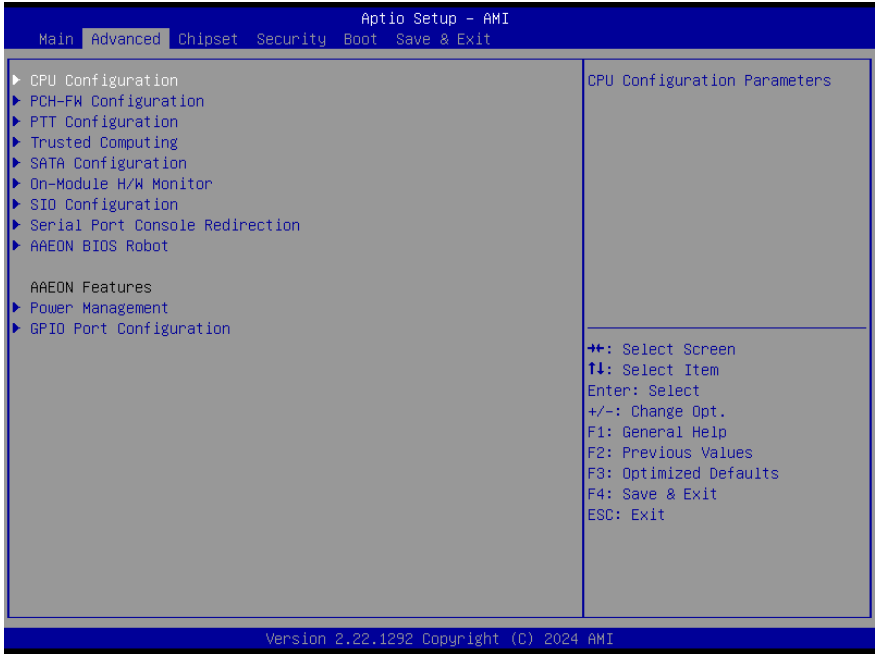 Aptio Setup – AMI
Main Advanced Chipset Security Boot Save & Exit
▶ CPU Configuration
▶ PCH-FW Configuration
▶ PTT Configuration
▶ Trusted Computing
▶ SATA Configuration
▶ On-Module H/W Monitor
▶ SIO Configuration
▶ Serial Port Console Redirection
▶ AAEON BIOS Robot
AAEON Features
▶ Power Management
▶ GPIO Port Configuration
CPU Configuration Parameters
→←: Select Screen
↑↓: Select Item
Enter: Select
+/-: Change Opt.
F1: General Help
F2: Previous Values
F3: Optimized Defaults
F4: Save & Exit
ESC: Exit
Version 2.22.1292 Copyright (C) 2024 AMI